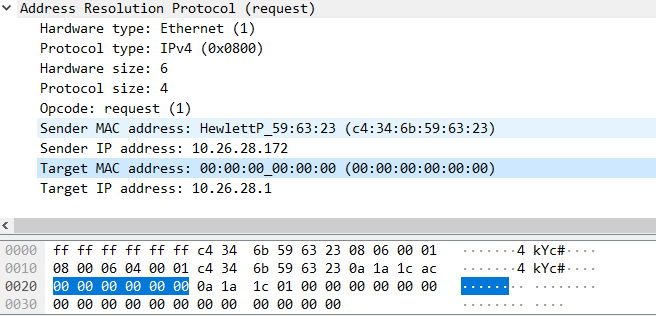 Address Resolution Protocol (request)
Hardware type: Ethernet (1)
Protocol type: IPv4 (0x0800)
Hardware size: 6
Protocol size: 4
Opcode: request (1)
Sender MAC address: HewlettP_59:63:23 (c4:34:6b:59:63:23)
Sender IP address: 10.26.28.172
Target MAC address: 00:00:00_00:00:00 (00:00:00:00:00:00)
Target IP address: 10.26.28.1
0000 ff ff ff ff ff ff c4 34 6b 59 63 23 08 06 00 01 ·······4 kYc#····
0010 08 00 06 04 00 01 c4 34 6b 59 63 23 0a 1a 1c ac ·······4 kYc#····
0020 00 00 00 00 00 00 0a 1a 1c 01 00 00 00 00 00 00 ········ ········
0030 00 00 00 00 00 00 00 00 00 00 00 00 ········ ····